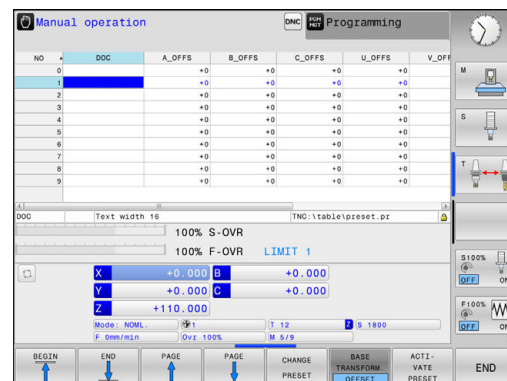 Manual operation DNC PGM MGT Programming
NO DOC A_OFFS B_OFFS C_OFFS U_OFFS V_OFF
0 +0 +0 +0 +0
1 +0 +0 +0 +0
2 +0 +0 +0 +0
3 +0 +0 +0 +0
4 +0 +0 +0 +0
5 +0 +0 +0 +0
6 +0 +0 +0 +0
7 +0 +0 +0 +0
8 +0 +0 +0 +0
9 +0 +0 +0 +0
M
S
T
DOC Text width 16 TNC:\table\preset.pr
100% S-OVR
100% F-OVR LIMIT 1
S100%
OFF ON
X +0.000 B +0.000
Y +0.000 C +0.000
Z +110.000
Mode: NOML. 1 T 12 Z S 1800
F 0mm/min Ovr 100% M 5/9
F100%
OFF ON
BEGIN
END
PAGE
PAGE
CHANGE
PRESET
BASE
TRANSFORM.
OFFSET
ACTI-
VATE
PRESET
END